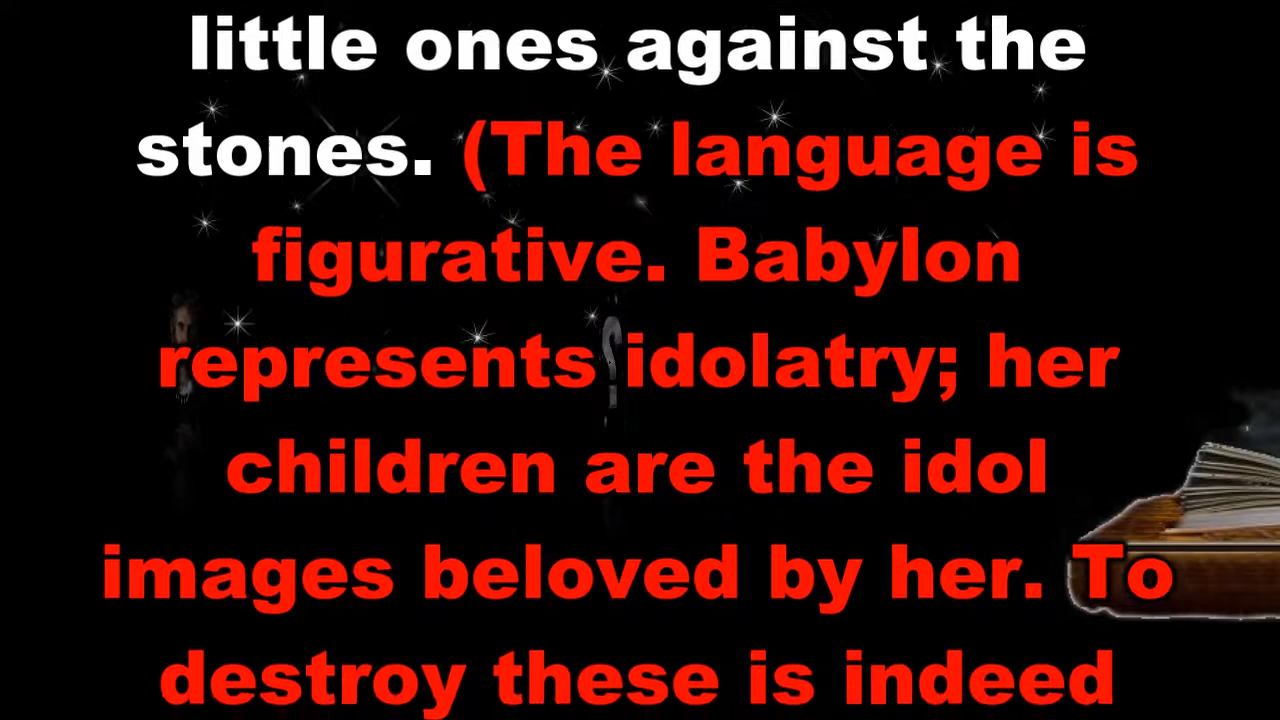 little ones against the
stones. (The language is
figurative. Babylon
represents idolatry; her
children are the idol
images beloved by her. To
destroy these is indeed